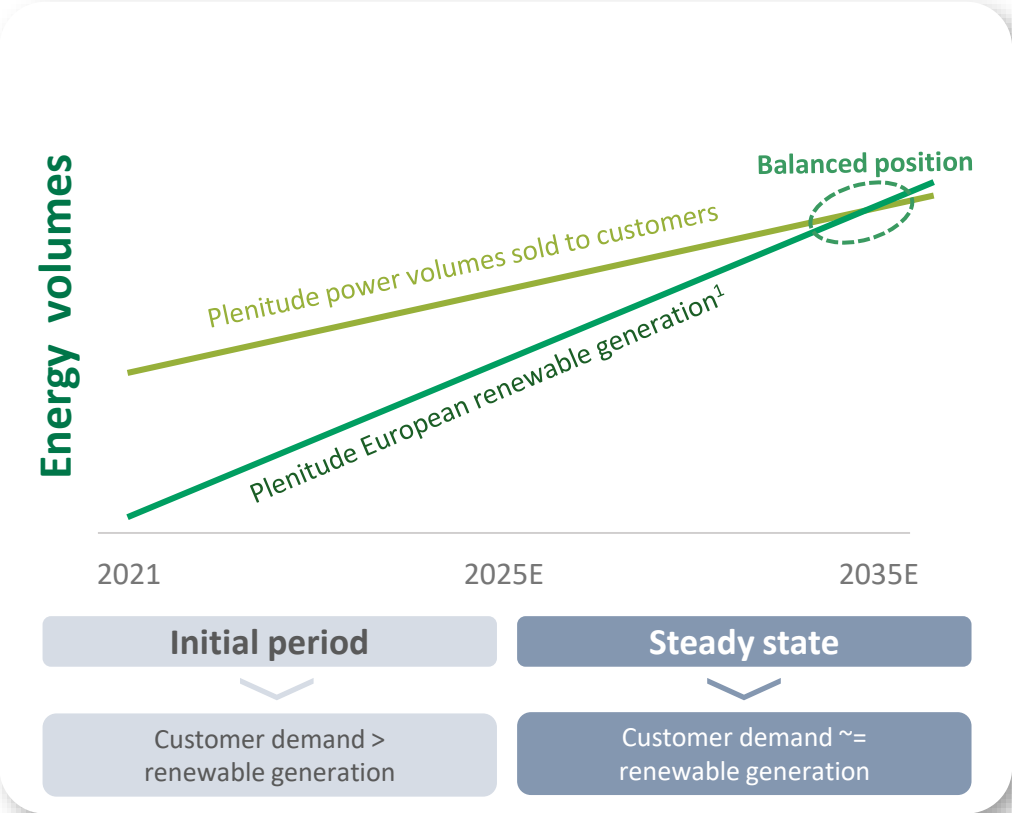 Energy volumes
Balanced position
Plenitude power volumes sold to customers
Plenitude European renewable generation¹
2021
2025E
2035E
Initial period
Steady state
Customer demand >
renewable generation
Customer demand ~=
renewable generation